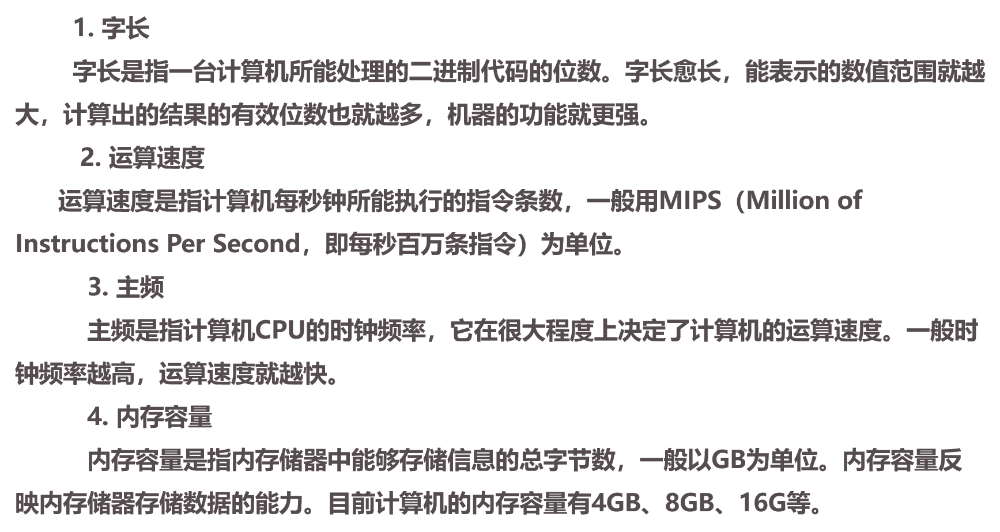 1. 字长
字长是指一台计算机所能处理的二进制代码的位数。字长愈长，能表示的数值范围就越
大，计算出的结果的有效位数也就越多，机器的功能就更强。
2. 运算速度
运算速度是指计算机每秒钟所能执行的指令条数，一般用MIPS（Million of
Instructions Per Second，即每秒百万条指令）为单位。
3. 主频
主频是指计算机CPU的时钟频率，它在很大程度上决定了计算机的运算速度。一般时
钟频率越高，运算速度就越快。
4. 内存容量
内存容量是指内存储器中能够存储信息的总字节数，一般以GB为单位。内存容量反
映内存储器存储数据的能力。目前计算机的内存容量有4GB、8GB、16G等。